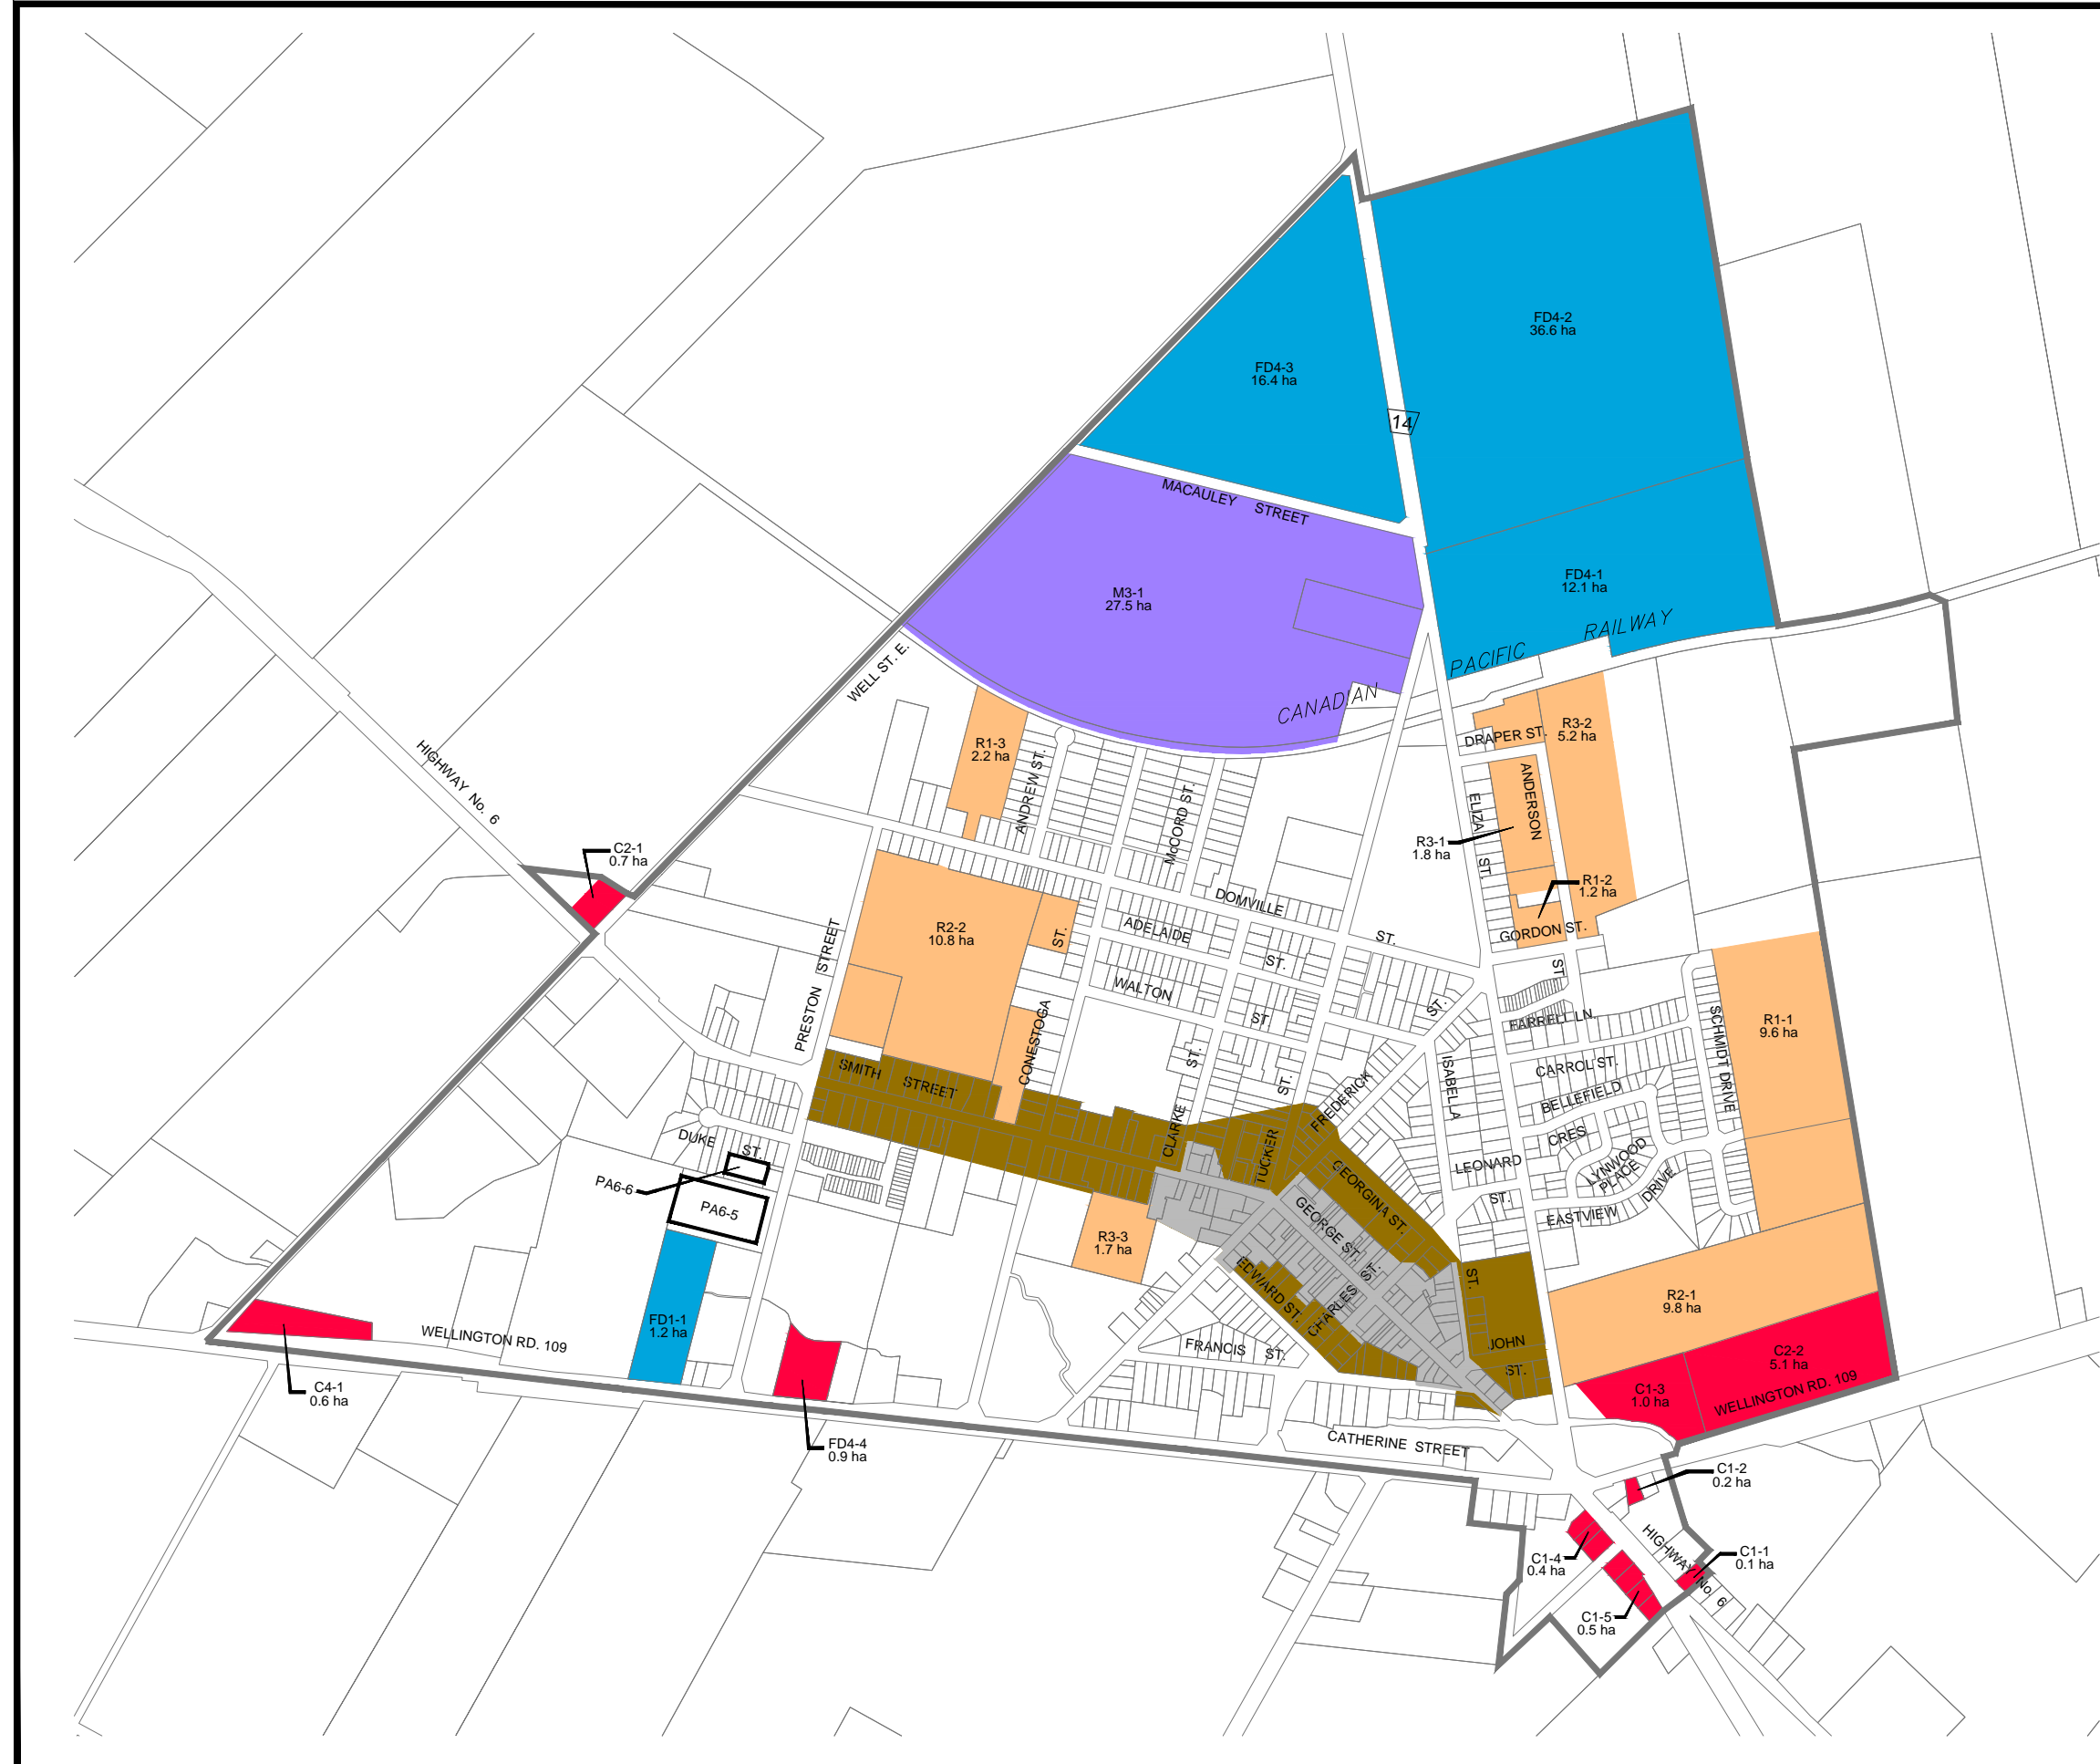 FD4-2
36.6 ha
FD4-3
16.4 ha
14
MACAULEY STREET
FD4-1
12.1 ha
M3-1
27.5 ha
CANADIAN PACIFIC RAILWAY
WELL ST. E.
HIGHWAY No. 6
R1-3
2.2 ha
ANDREW ST.
McCORD ST.
DRAPER ST.
R3-2
5.2 ha
ELIZA ST.
ANDERSON ST
R3-1
1.8 ha
R1-2
1.2 ha
GORDON ST.
C2-1
0.7 ha
DOMVILLE ST.
ADELAIDE ST.
WALTON ST.
R2-2
10.8 ha
PRESTON STREET
CONESTOGA ST.
SMITH STREET
CLARKE ST.
TUCKER ST.
FREDERICK ST.
ISABELLA ST.
FARRELL LN.
CARROL ST.
BELLEFIELD CRES
SCHMIDT DRIVE
R1-1
9.6 ha
LEONARD ST.
LYNWOOD
PLACE
EASTVIEW DRIVE
DUKE ST.
PA6-6
PA6-5
R3-3
1.7 ha
GEORGINA ST.
GEORGE ST.
EDWARD ST.
CHARLES ST.
FRANCIS ST.
JOHN ST.
R2-1
9.8 ha
C2-2
5.1 ha
C1-3
1.0 ha
WELLINGTON RD. 109
FD1-1
1.2 ha
WELLINGTON RD. 109
C4-1
0.6 ha
FD4-4
0.9 ha
CATHERINE STREET
C1-2
0.2 ha
HIGHWAY No. 6
C1-1
0.1 ha
C1-4
0.4 ha
C1-5
0.5 ha